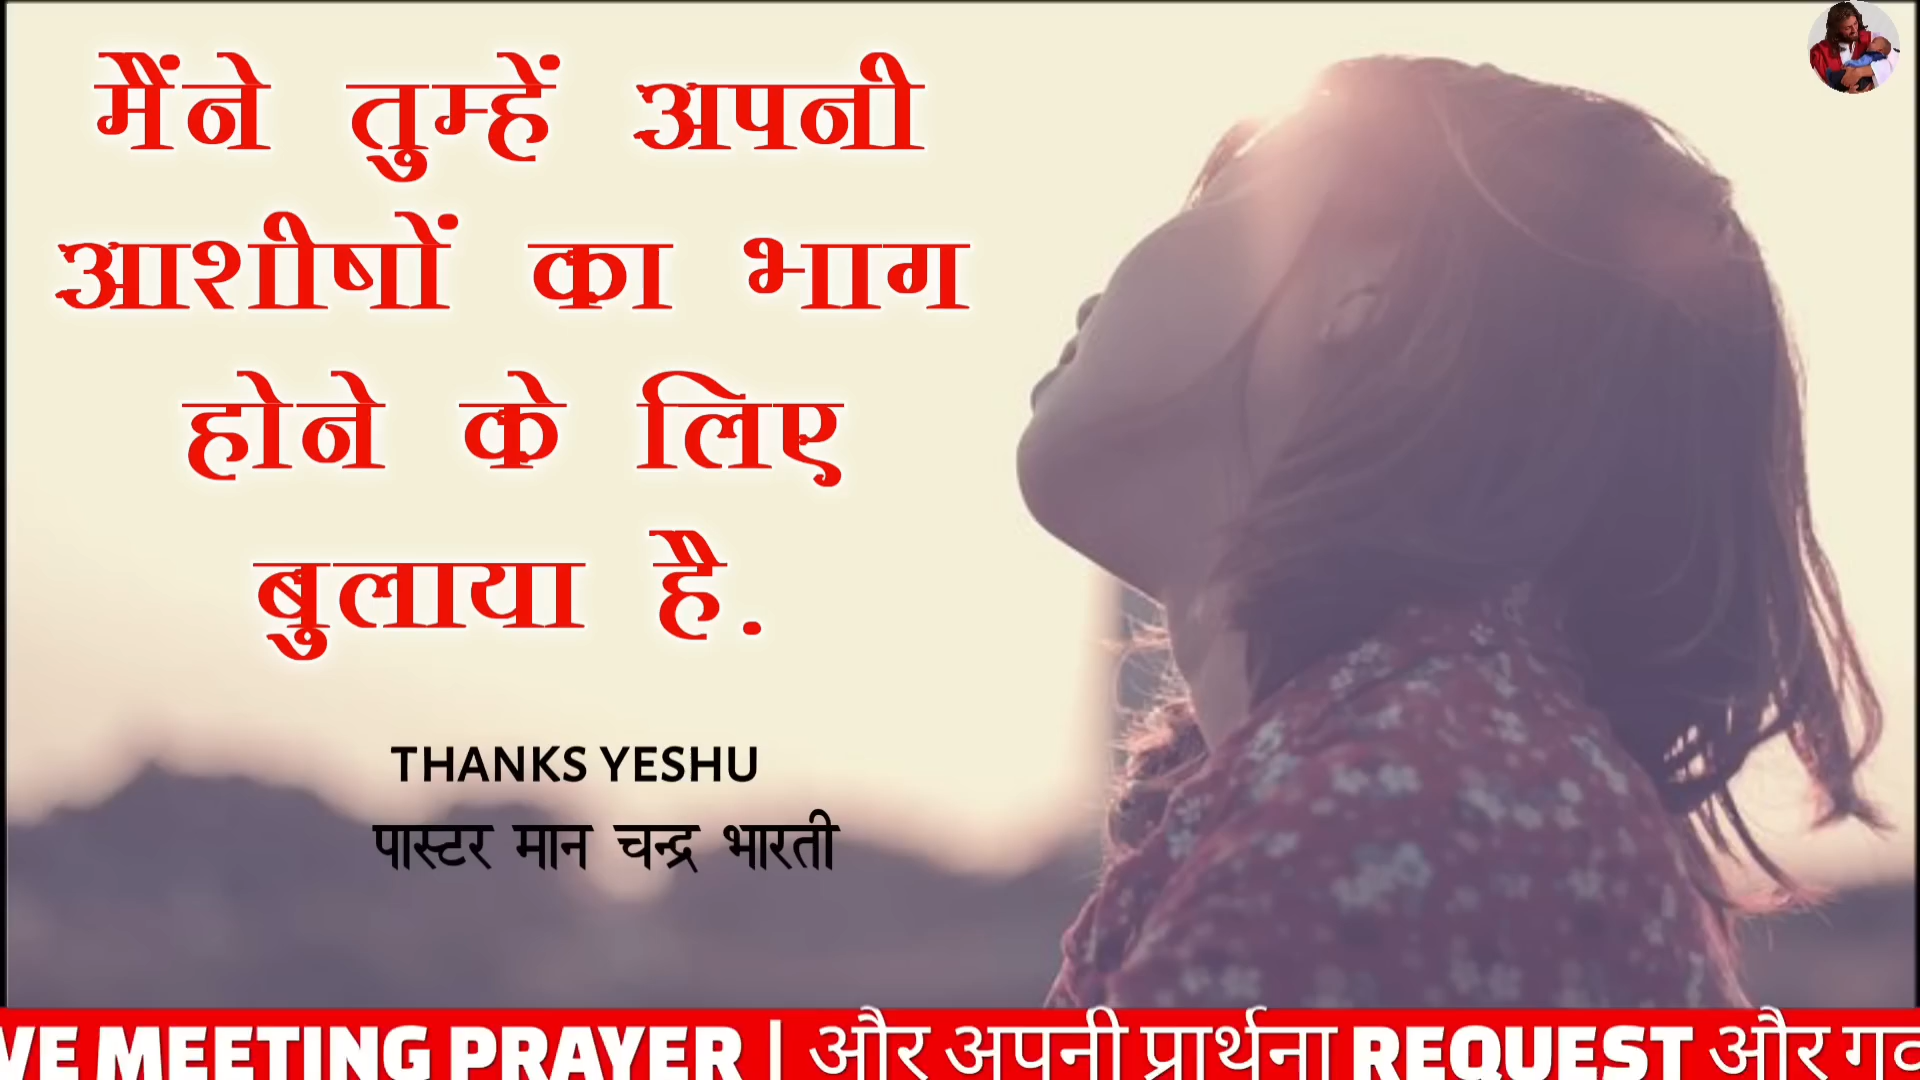 मैंने तुम्हें अपनी
आशीषों का भाग
होने के लिए
बुलाया है.
THANKS YESHU
पास्टर मान चन्द्र भारती
MEETING PRAYER | और अपनी प्रार्थना REQUEST और